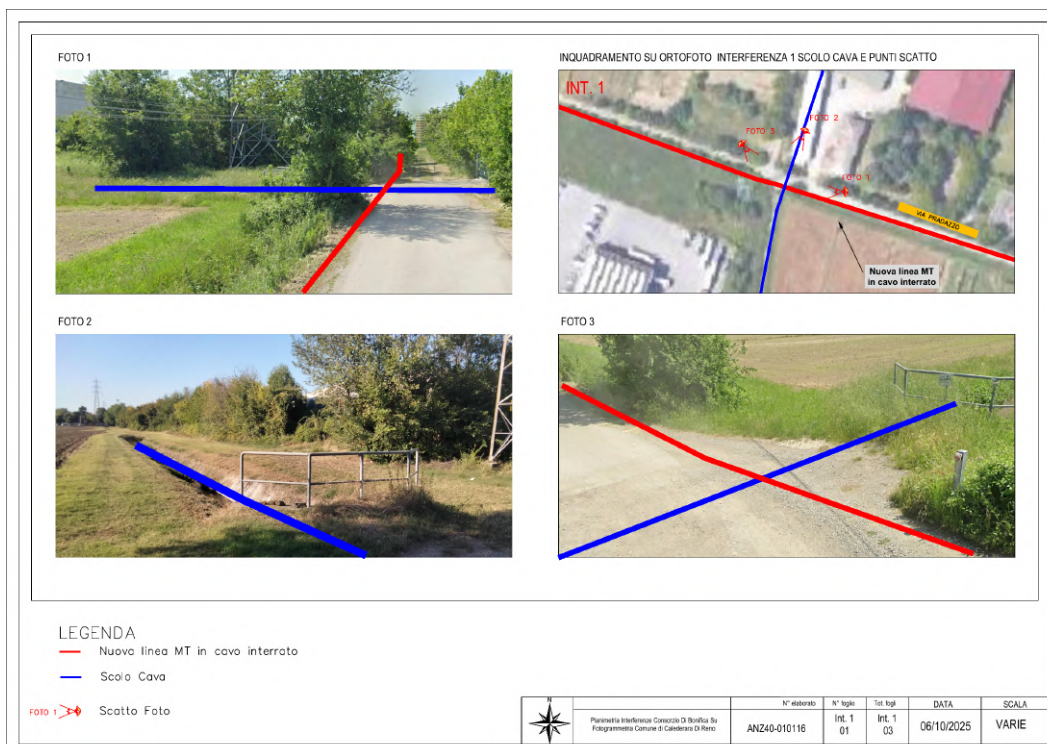 FOTO 1
INQUADRAMENTO SU ORTOFOTO INTERFERENZA 1 SCOLO CAVA E PUNTI SCATTO
INT. 1
FOTO 2
FOTO 3
FOTO 1
VIA PRADAZZO
Nuova linea MT
in cavo interrato
FOTO 2
FOTO 3
LEGENDA
Nuova linea MT in cavo interrato
Scolo Cava
FOTO 1 Scatto Foto
N
Planimetria Interferenze Consorzio Di Bonifica Su
Fotogrammetria Comune di Calederara Di Reno
N° elaborato
ANZ40-010116
N° foglio
Int. 1
01
Tot. fogli
Int. 1
03
DATA
06/10/2025
SCALA
VARIE